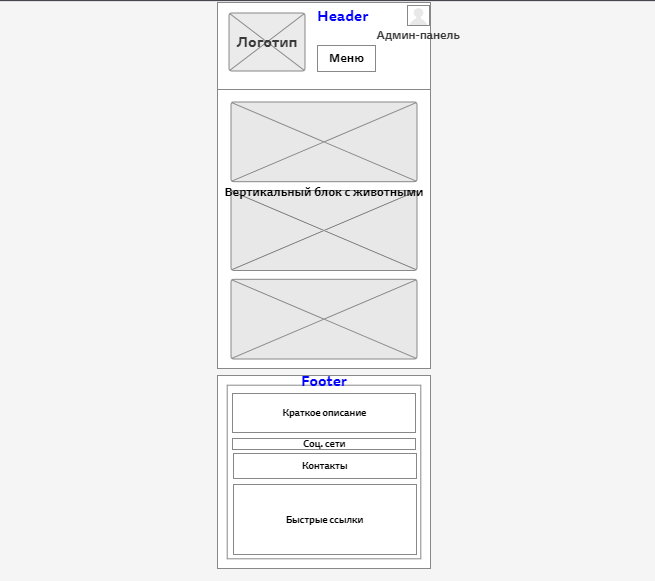 Header
Админ-панель
Логотип
Меню
Вертикальный блок с животными
Footer
Краткое описание
Соц. сети
Контакты
Быстрые ссылки